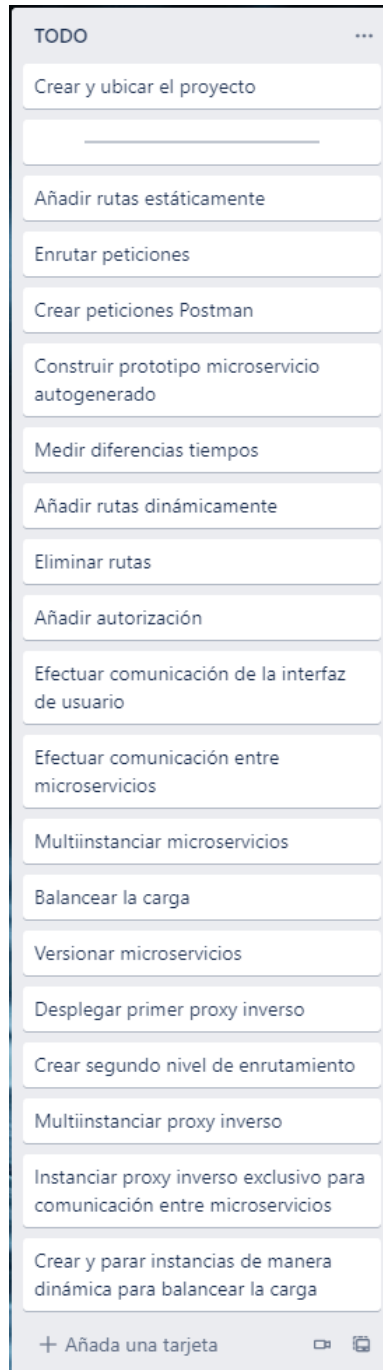 TODO
Crear y ubicar el proyecto
Añadir rutas estáticamente
Enrutar peticiones
Crear peticiones Postman
Construir prototipo microservicio
autogenerado
Medir diferencias tiempos
Añadir rutas dinámicamente
Eliminar rutas
Añadir autorización
Efectuar comunicación de la interfaz
de usuario
Efectuar comunicación entre
microservicios
Multiinstanciar microservicios
Balancear la carga
Versionar microservicios
Desplegar primer proxy inverso
Crear segundo nivel de enrutamiento
Multiinstanciar proxy inverso
Instanciar proxy inverso exclusivo para
comunicación entre microservicios
Crear y parar instancias de manera
dinámica para balancear la carga
+ Añada una tarjeta